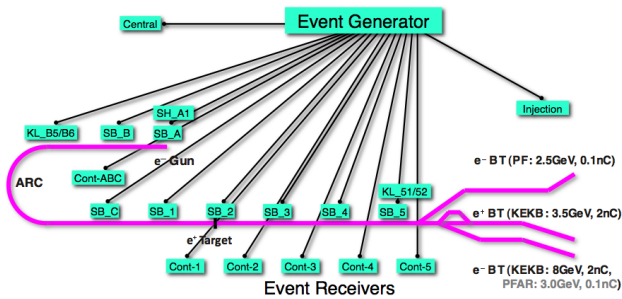 Event Generator
Central
Injection
SH_A1
KL_B5/B6
SB_B
SB_A
e⁻ Gun
e⁻ BT (PF: 2.5GeV, 0.1nC)
Cont-ABC
ARC
KL_51/52
SB_C
SB_1
SB_2
SB_3
SB_4
SB_5
e⁺ BT (KEKB: 3.5GeV, 2nC)
e⁺ Target
Cont-1
Cont-2
Cont-3
Cont-4
Cont-5
e⁻ BT (KEKB: 8GeV, 2nC,
PFAR: 3.0GeV, 0.1nC)
Event Receivers